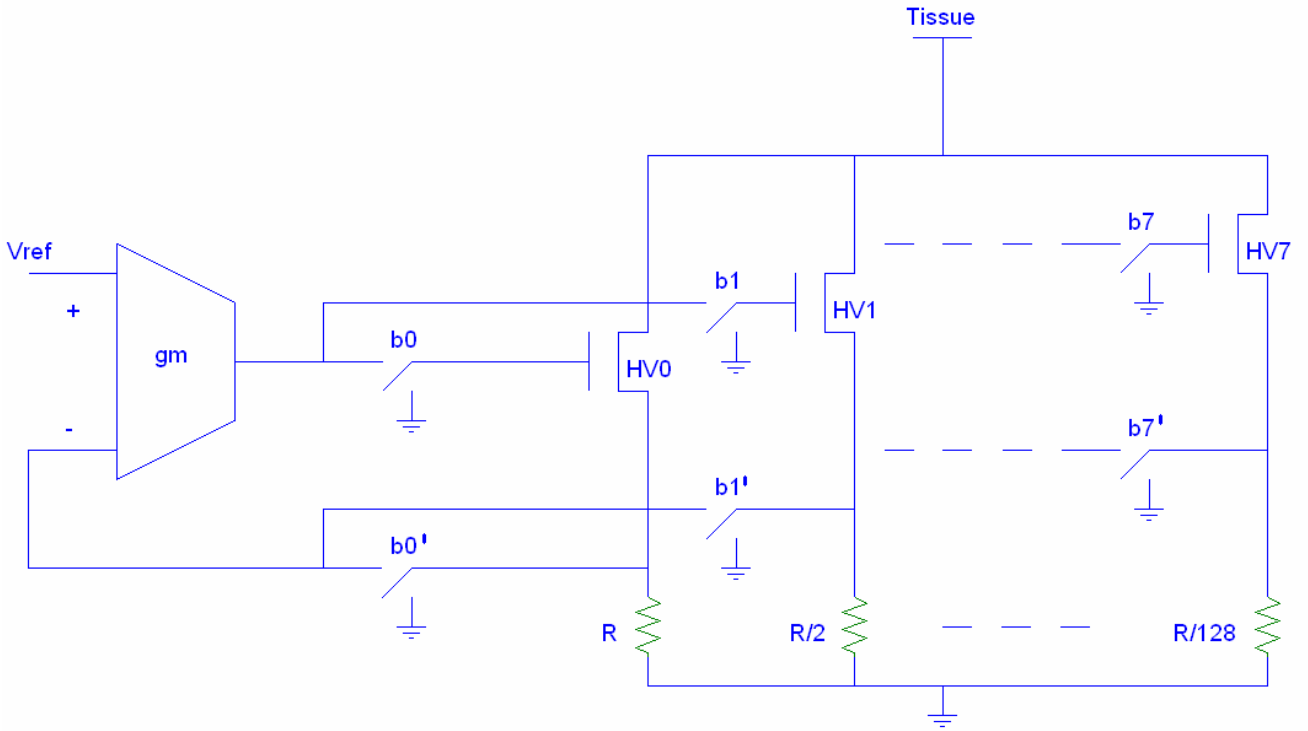 Tissue
Vref
+
gm
-
b0
HV0
b1
HV1
b7
HV7
b0'
b1'
b7'
R
R/2
R/128